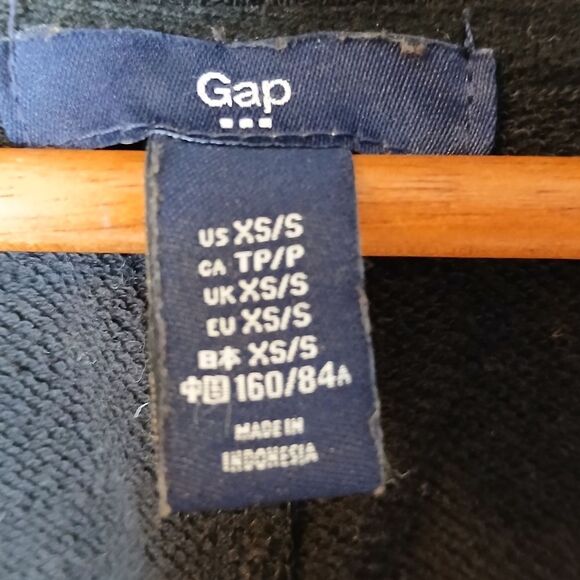 Gap
US XS/S
CA TP/P
UK XS/S
EU XS/S
日本 XS/S
中国 160/84A
MADE IN
INDONESIA